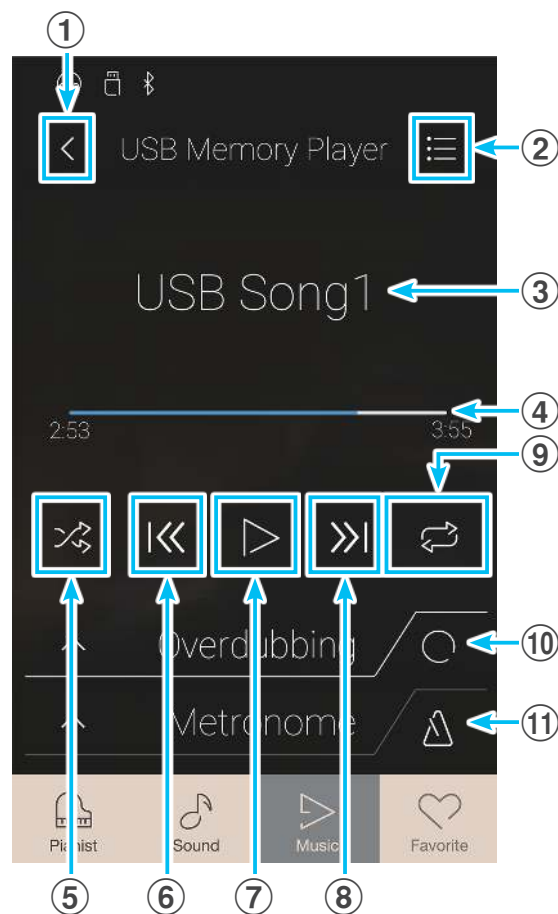 ①
USB Memory Player
②
USB Song1
③
④
2:53 3:55
⑨
Overdubbing
⑩
Metronome
⑪
Pianist Sound Music Favorite
⑤ ⑥ ⑦ ⑧